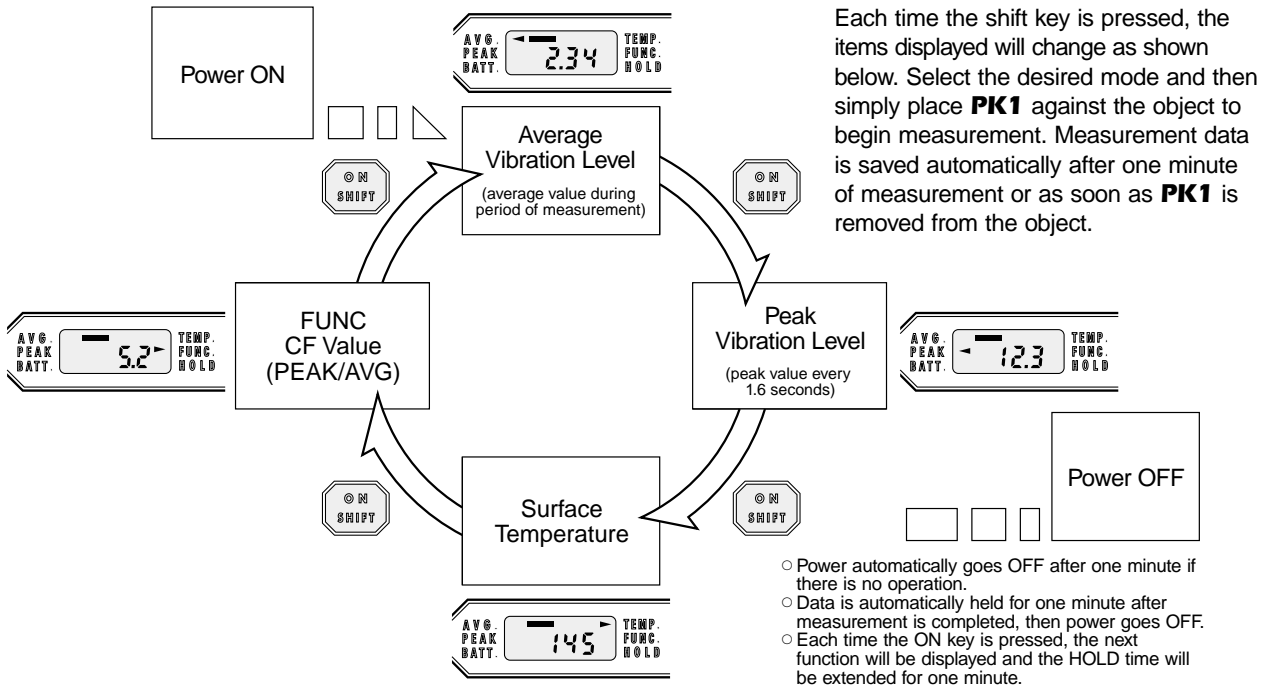 Power ON
AVG.
PEAK
BATT.
2.34
TEMP.
FUNC.
HOLD
Each time the shift key is pressed, the
items displayed will change as shown
below. Select the desired mode and then
simply place PK1 against the object to
begin measurement. Measurement data
is saved automatically after one minute
of measurement or as soon as PK1 is
removed from the object.
Average
Vibration Level
(average value during
period of measurement)
ON
SHIFT
ON
SHIFT
AVG.
PEAK
BATT.
5.2
TEMP.
FUNC.
HOLD
FUNC
CF Value
(PEAK/AVG)
Peak
Vibration Level
(peak value every
1.6 seconds)
AVG.
PEAK
BATT.
12.3
TEMP.
FUNC.
HOLD
ON
SHIFT
Surface
Temperature
ON
SHIFT
Power OFF
AVG.
PEAK
BATT.
145
TEMP.
FUNC.
HOLD
○ Power automatically goes OFF after one minute if
there is no operation.
○ Data is automatically held for one minute after
measurement is completed, then power goes OFF.
○ Each time the ON key is pressed, the next
function will be displayed and the HOLD time will
be extended for one minute.